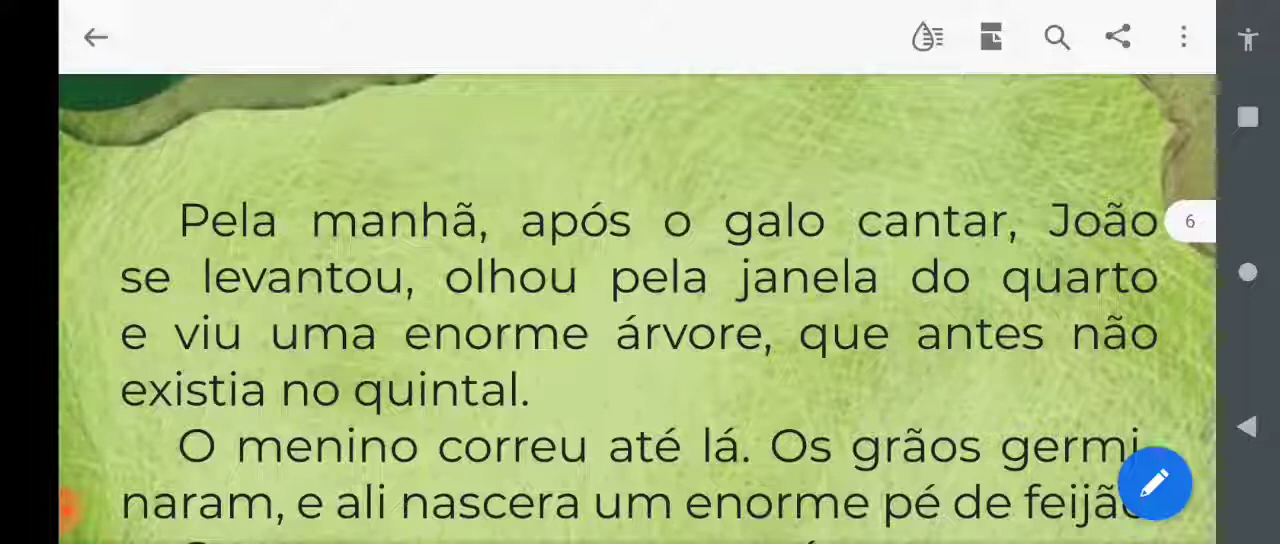 6
Pela manhã, após o galo cantar, João
se levantou, olhou pela janela do quarto
e viu uma enorme árvore, que antes não
existia no quintal.
O menino correu até lá. Os grãos germi-
naram, e ali nascera um enorme pé de